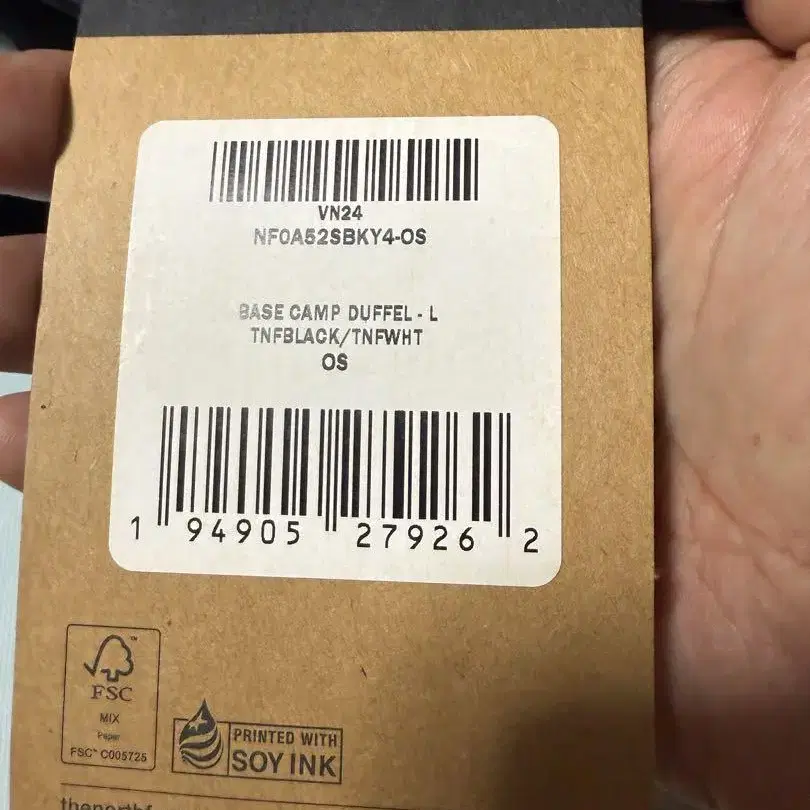 VN24
NF0A52SBKY4-OS
BASE CAMP DUFFEL - L
TNFBLACK/TNFWHT
OS
1 94905 27926 2
FSC™
MIX
Paper
FSC™ C005725
PRINTED WITH
SOY INK